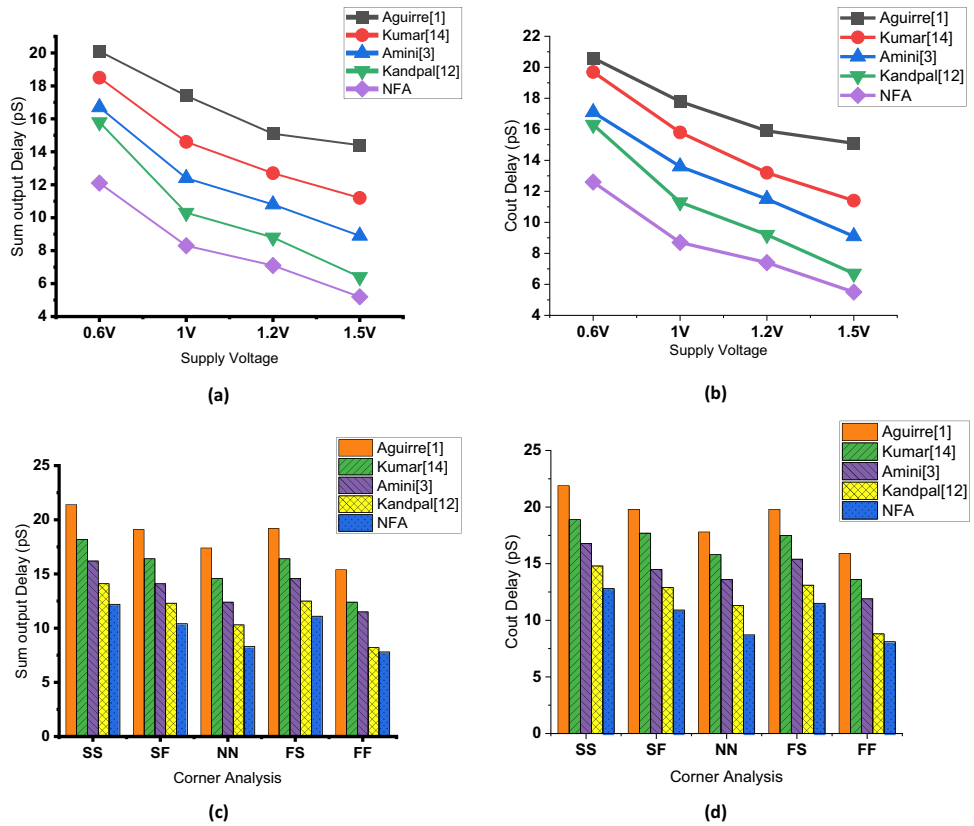 Aguirre[1]
Kumar[14]
Amini[3]
Kandpal[12]
NFA
20
18
16
14
12
10
8
6
4
Sum output Delay (pS)
0.6V 1V 1.2V 1.5V
Supply Voltage
(a)
Aguirre[1]
Kumar[14]
Amini[3]
Kandpal[12]
NFA
22
20
18
16
14
12
10
8
6
4
Cout Delay (pS)
0.6V 1V 1.2V 1.5V
Supply Voltage
(b)
Aguirre[1]
Kumar[14]
Amini[3]
Kandpal[12]
NFA
25
20
15
10
5
0
Sum output Delay (pS)
SS SF NN FS FF
Corner Analysis
(c)
Aguirre[1]
Kumar[14]
Amini[3]
Kandpal[12]
NFA
25
20
15
10
5
0
Cout Delay (pS)
SS SF NN FS FF
Corner Analysis
(d)